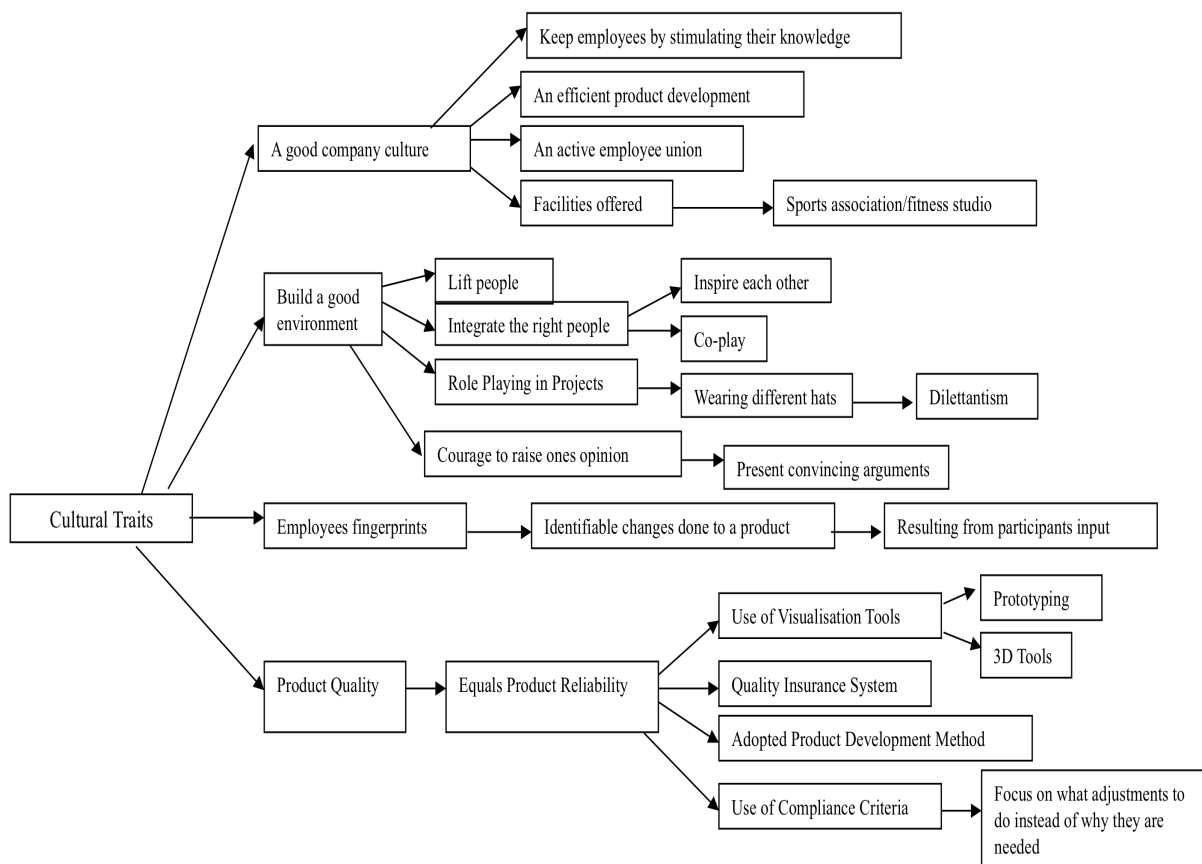 Keep employees by stimulating their knowledge
An efficient product development
A good company culture
An active employee union
Facilities offered
Sports association/fitness studio
Build a good
environment
Lift people
Inspire each other
Integrate the right people
Co-play
Role Playing in Projects
Wearing different hats
Dilettantism
Courage to raise ones opinion
Present convincing arguments
Cultural Traits
Employees fingerprints
Identifiable changes done to a product
Resulting from participants input
Use of Visualisation Tools
Prototyping
3D Tools
Product Quality
Equals Product Reliability
Quality Insurance System
Adopted Product Development Method
Use of Compliance Criteria
Focus on what adjustments to
do instead of why they are
needed